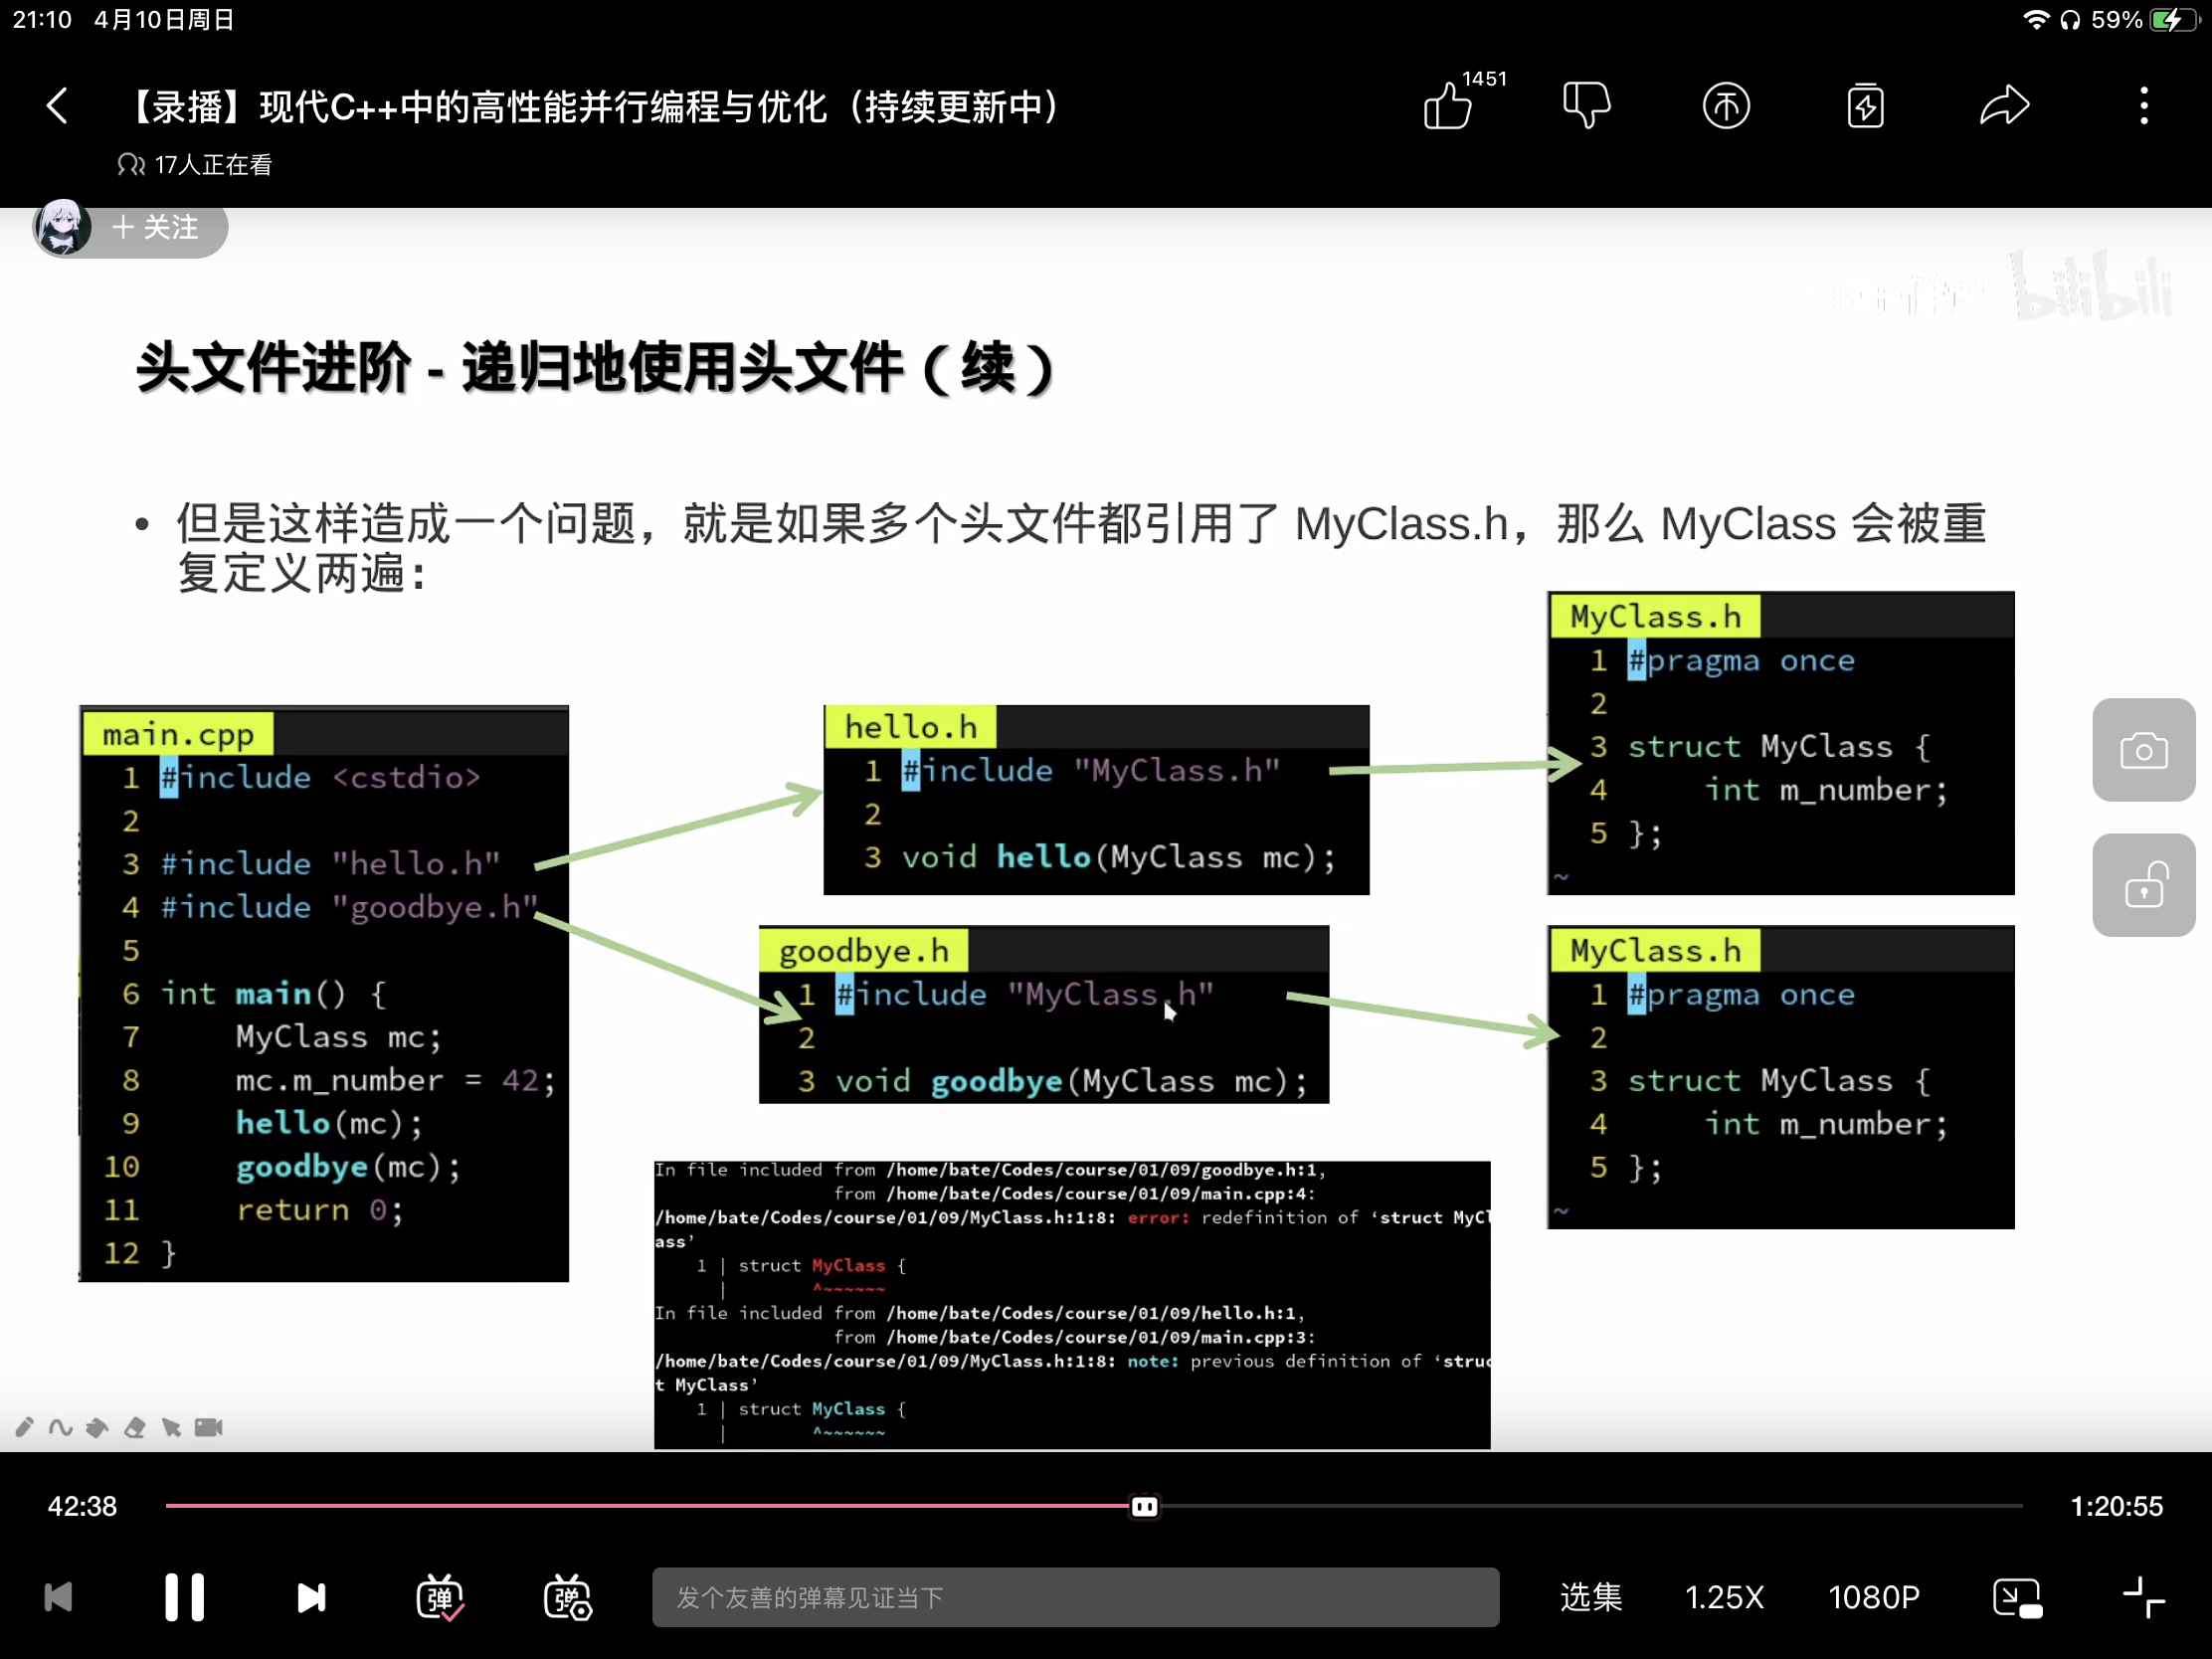 21:10 4月10日周日
59%
【录播】现代C++中的高性能并行编程与优化（持续更新中）
1451
17人正在看
+ 关注
bilibili
头文件进阶 - 递归地使用头文件（续）
• 但是这样造成一个问题，就是如果多个头文件都引用了 MyClass.h，那么 MyClass 会被重
复定义两遍：
main.cpp
1 #include <cstdio>
2
3 #include "hello.h"
4 #include "goodbye.h"
5
6 int main() {
7     MyClass mc;
8     mc.m_number = 42;
9     hello(mc);
10     goodbye(mc);
11     return 0;
12 }
hello.h
1 #include "MyClass.h"
2
3 void hello(MyClass mc);
MyClass.h
1 #pragma once
2
3 struct MyClass {
4     int m_number;
5 };
~
goodbye.h
1 #include "MyClass.h"
2
3 void goodbye(MyClass mc);
MyClass.h
1 #pragma once
2
3 struct MyClass {
4     int m_number;
5 };
~
In file included from /home/bate/Codes/course/01/09/goodbye.h:1,
                 from /home/bate/Codes/course/01/09/main.cpp:4:
/home/bate/Codes/course/01/09/MyClass.h:1:8: error: redefinition of ‘struct MyCl
ass’
    1 | struct MyClass {
      |        ^~~~~~~
In file included from /home/bate/Codes/course/01/09/hello.h:1,
                 from /home/bate/Codes/course/01/09/main.cpp:3:
/home/bate/Codes/course/01/09/MyClass.h:1:8: note: previous definition of ‘struc
t MyClass’
    1 | struct MyClass {
      |        ^~~~~~~
42:38
1:20:55
弹
弹
发个友善的弹幕见证当下
选集
1.25X
1080P